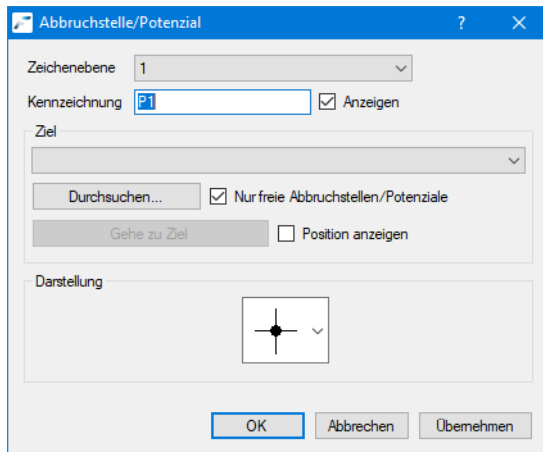 Abbruchstelle/Potenzial ?
Zeichenebene 1
Kennzeichnung P1 Anzeigen
Ziel
Durchsuchen... Nur freie Abbruchstellen/Potenziale
Gehe zu Ziel Position anzeigen
Darstellung
OK Abbrechen Übernehmen